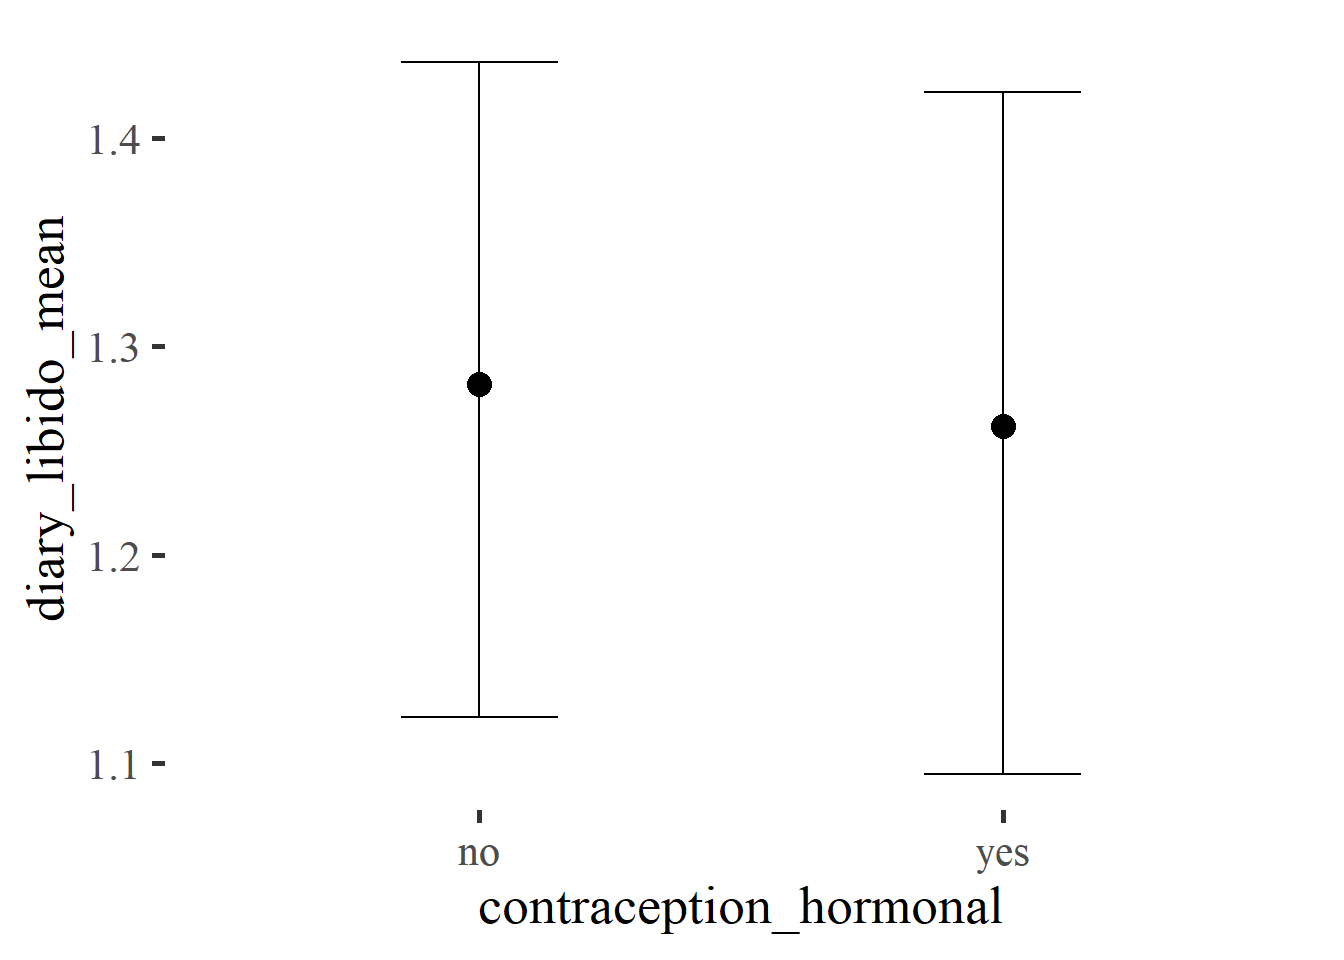 diary_libido_mean
1.4
1.3
1.2
1.1
no yes
contraception_hormonal